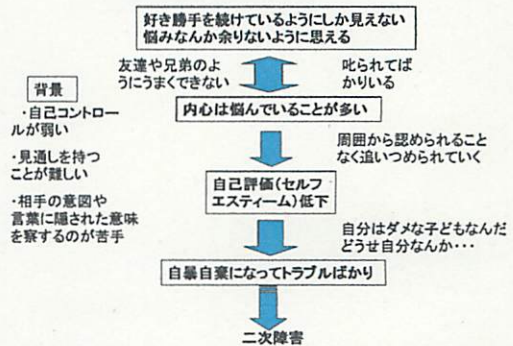 好き勝手を続けているようにしか見えない
悩みなんか余りないように思える
友達や兄弟のよ
うにうまくできない
叱られてば
かりいる
背景
・自己コントロー
ルが弱い
・見通しを持つ
ことが難しい
・相手の意図や
言葉に隠された意味
を察するのが苦手
内心は悩んでいることが多い
周囲から認められること
なく追いつめられていく
自己評価(セルフ
エスティーム)低下
自分はダメな子どもなんだ
どうせ自分なんか・・・
自暴自棄になってトラブルばかり
二次障害